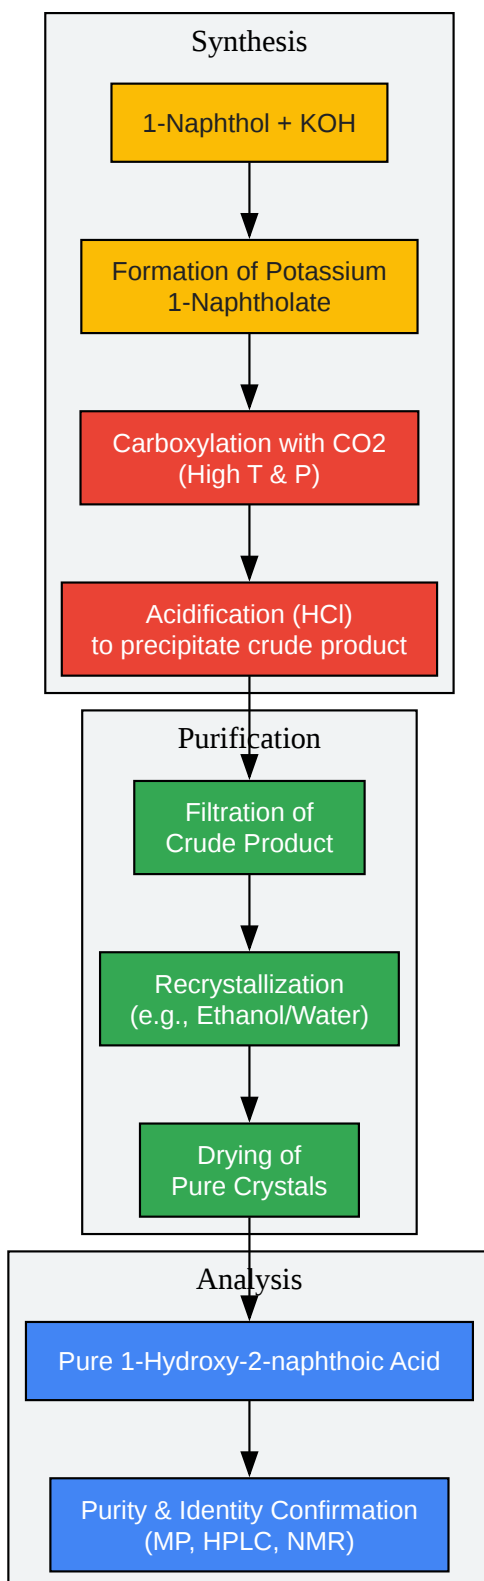 Synthesis
1-Naphthol + KOH
Formation of Potassium
1-Naphtholate
Carboxylation with CO2
(High T & P)
Acidification (HCl)
to precipitate crude product
Purification
Filtration of
Crude Product
Recrystallization
(e.g., Ethanol/Water)
Drying of
Pure Crystals
Analysis
Pure 1-Hydroxy-2-naphthoic Acid
Purity & Identity Confirmation
(MP, HPLC, NMR)